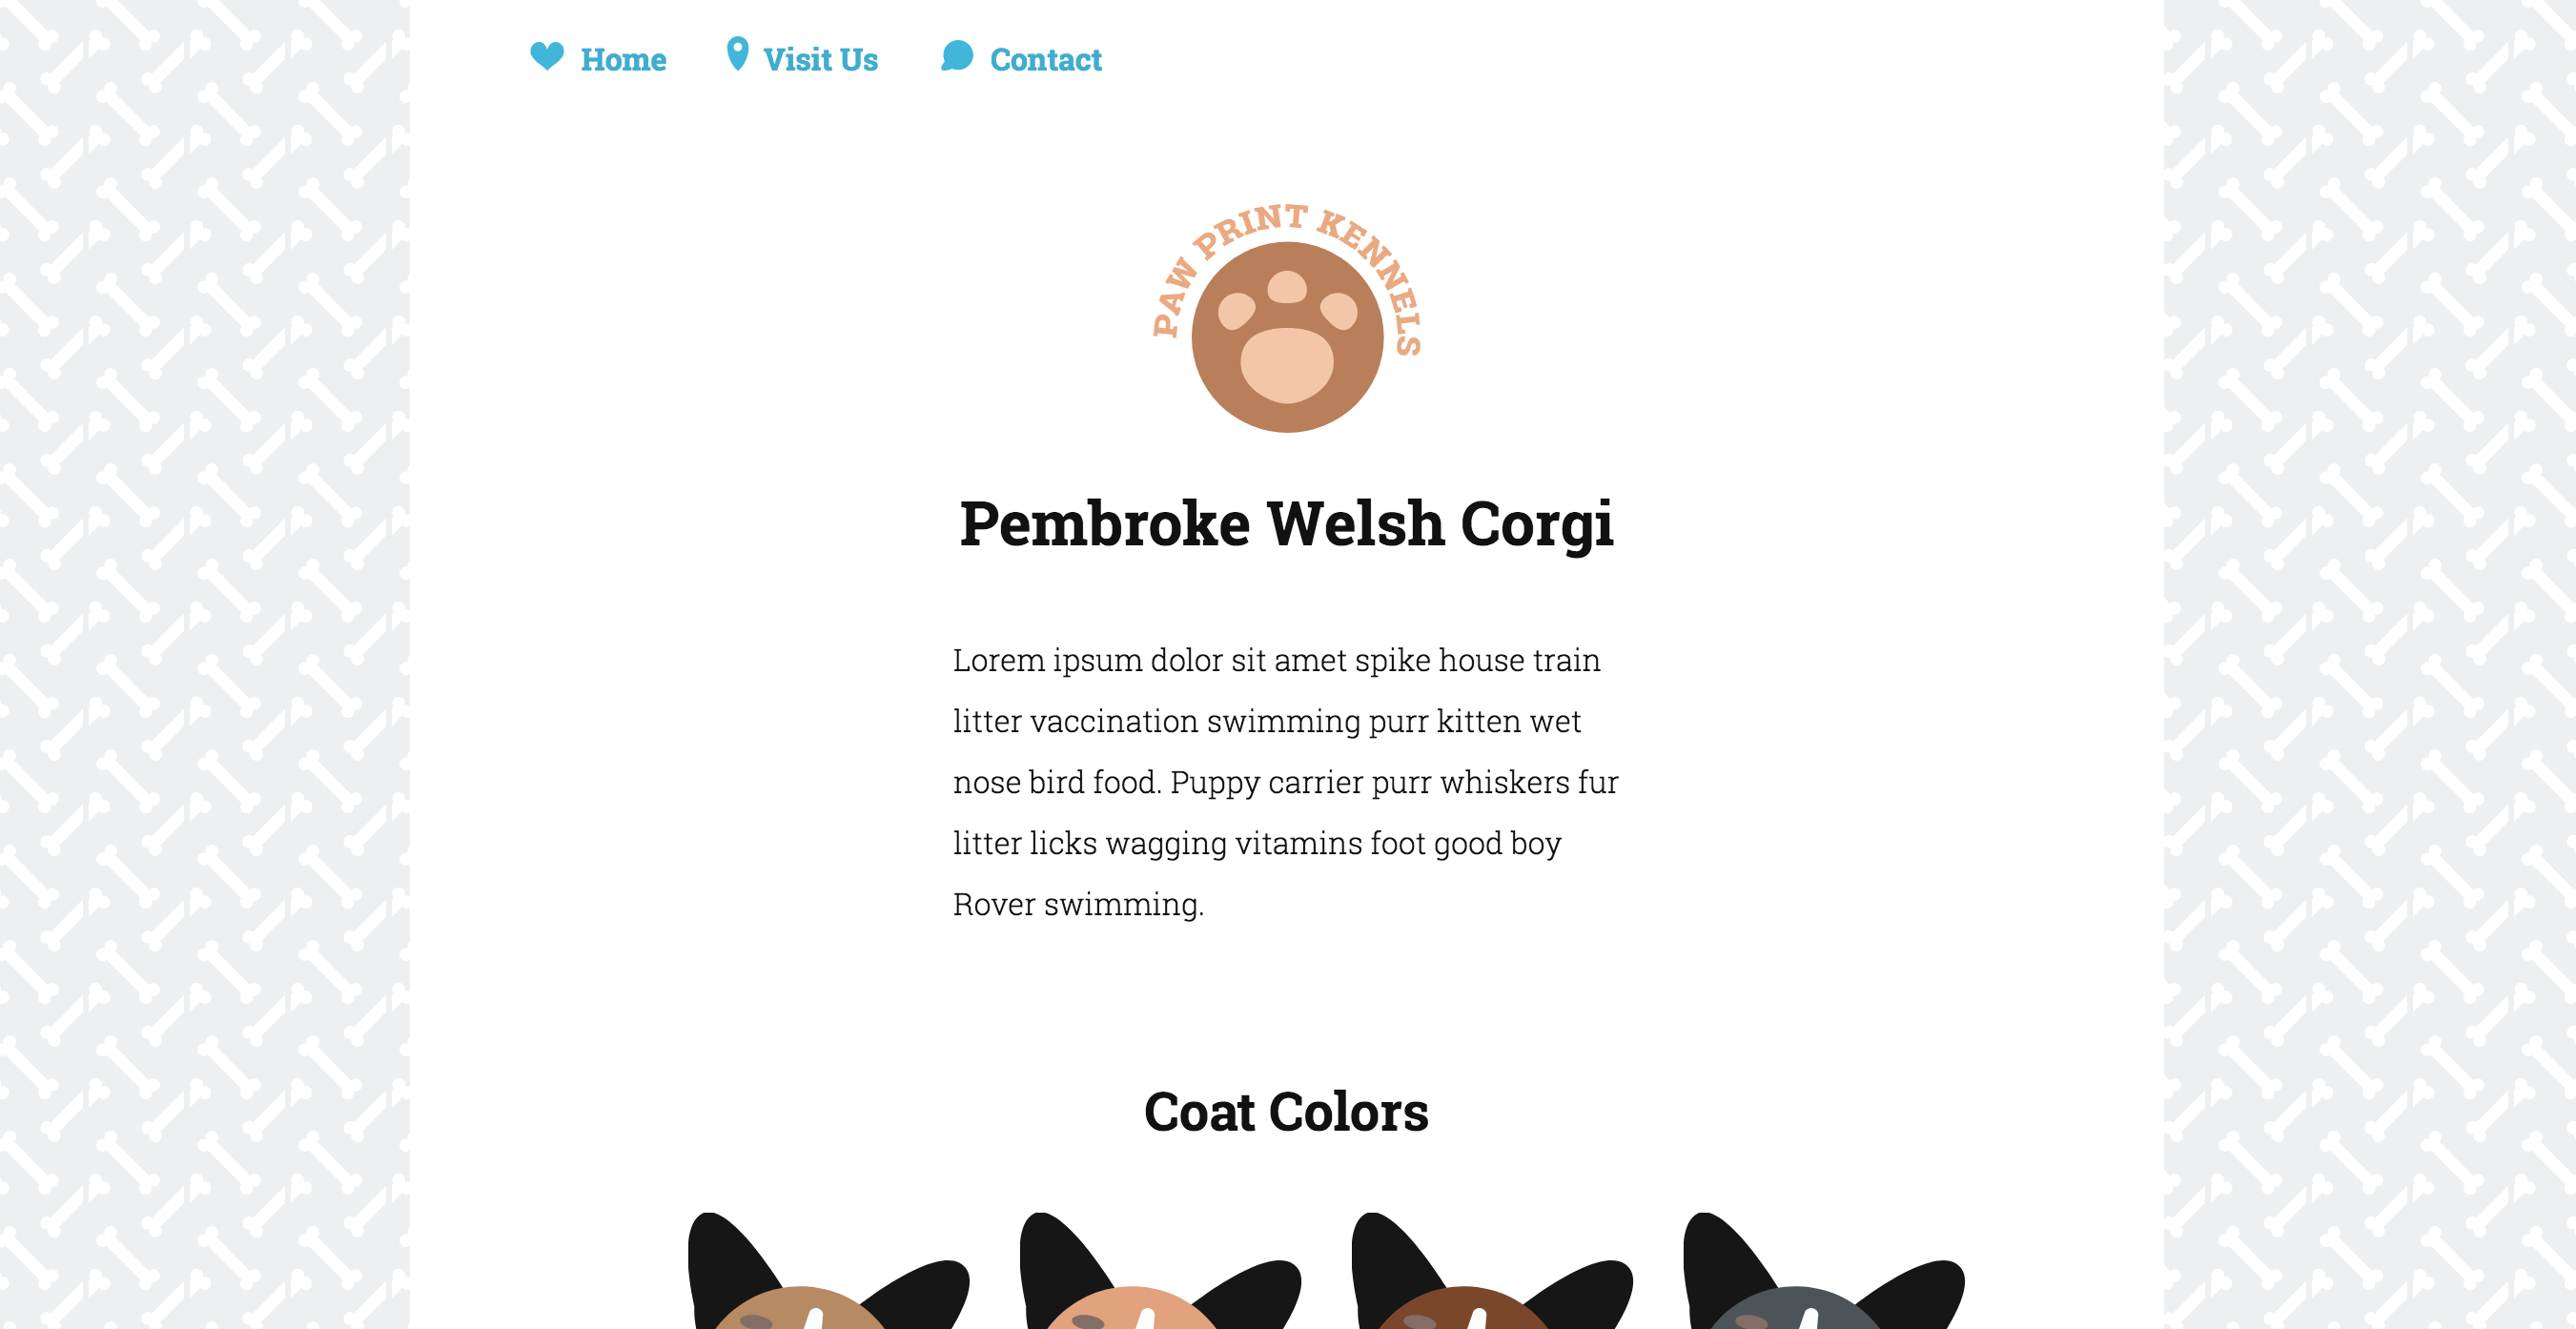 Home
Visit Us
Contact
PAW PRINT KENNELS
Pembroke Welsh Corgi
Lorem ipsum dolor sit amet spike house train
litter vaccination swimming purr kitten wet
nose bird food. Puppy carrier purr whiskers fur
litter licks wagging vitamins foot good boy
Rover swimming.
Coat Colors